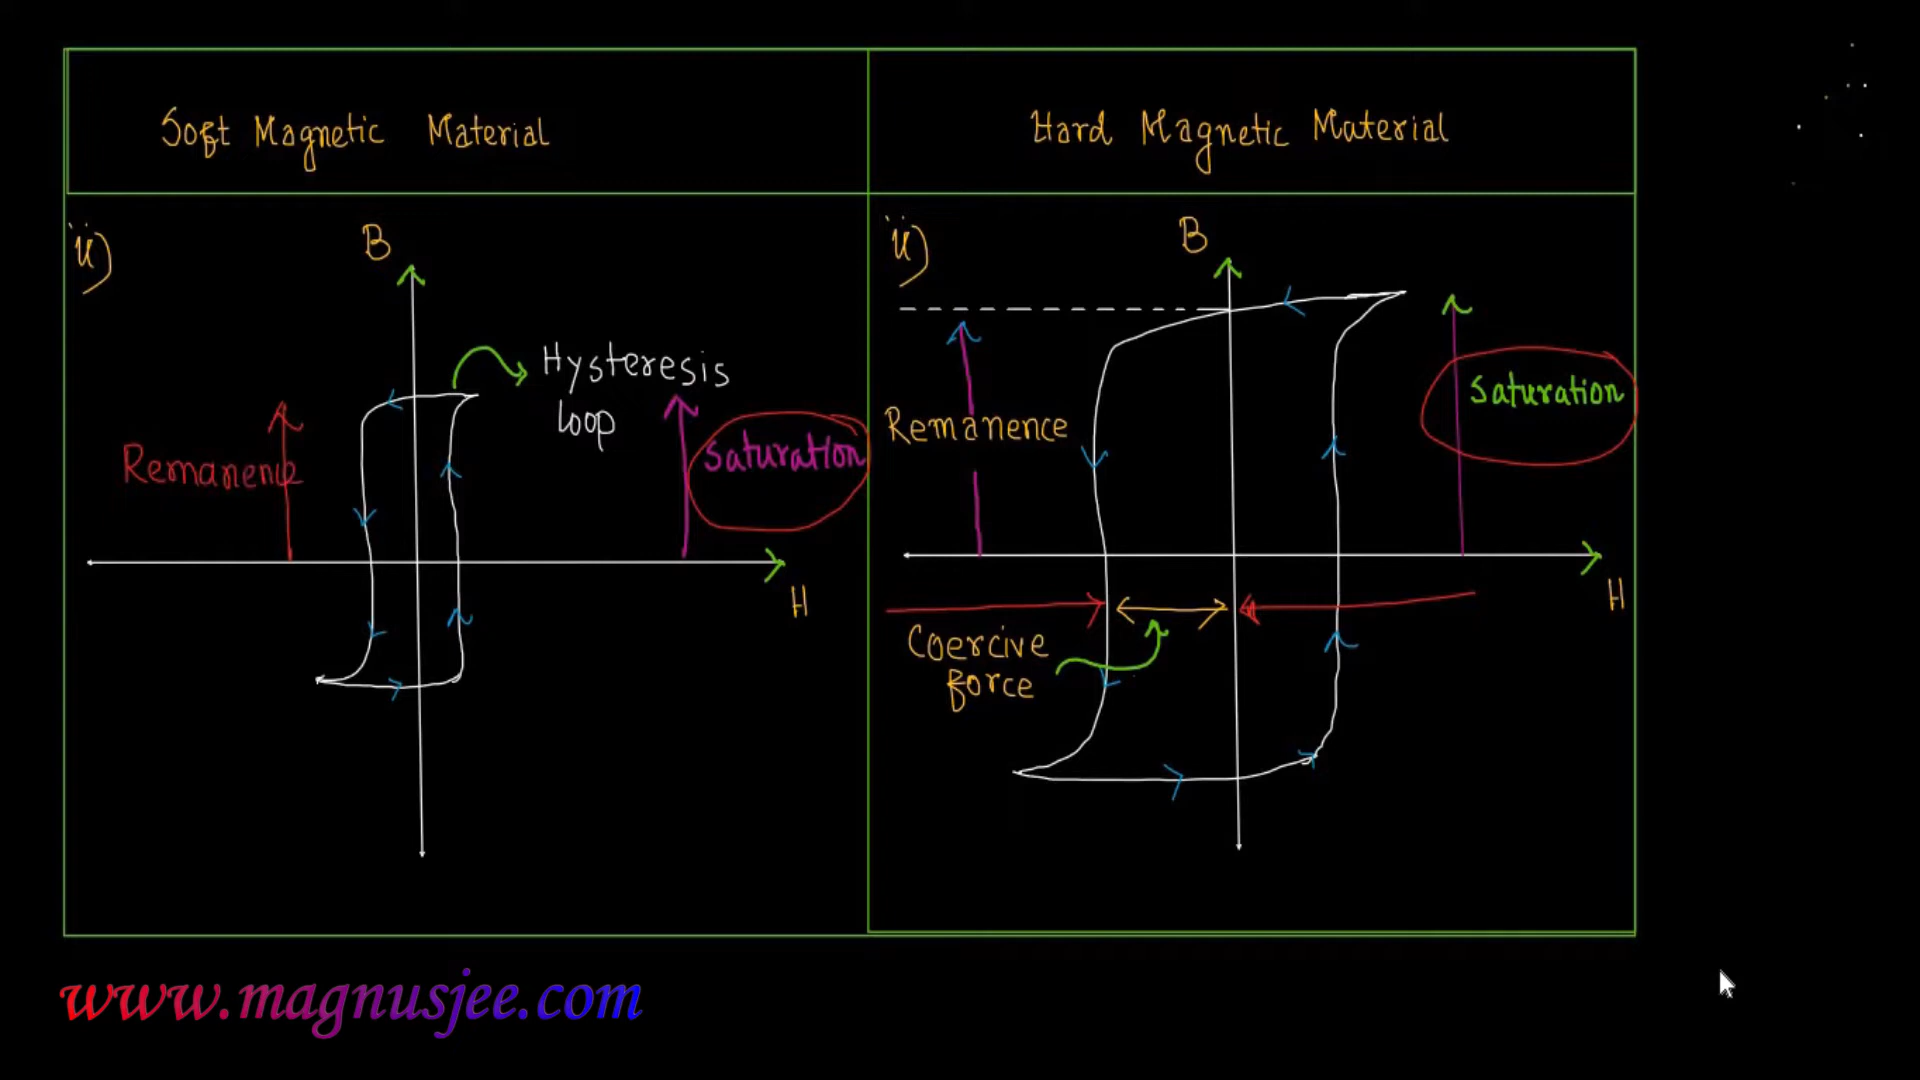 Soft Magnetic Material
Hard Magnetic Material
ii)
B
Hysteresis
loop
Remanence
Saturation
H
ii)
B
Saturation
Remanence
H
Coercive
force
www.magnusjee.com